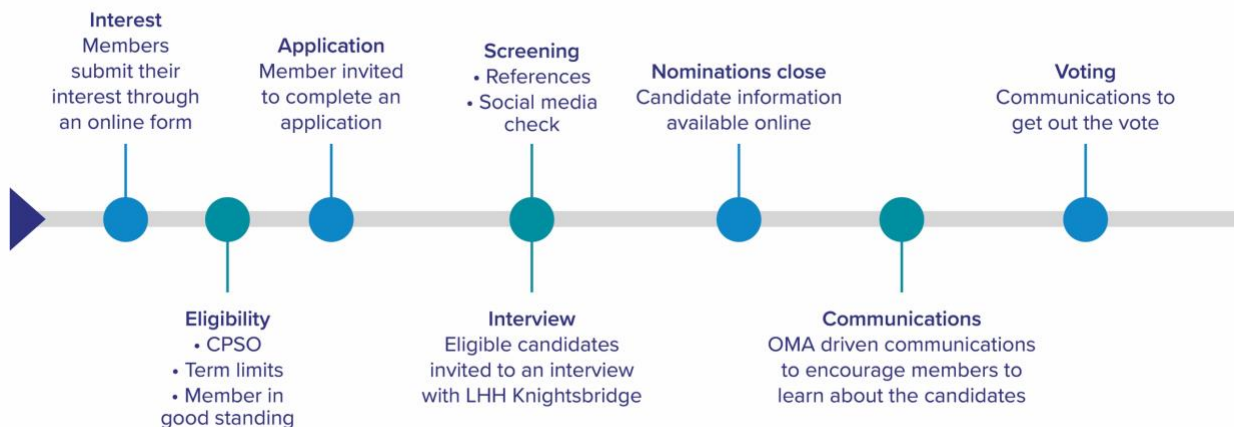 Interest
Members
submit their
interest through
an online form
Eligibility
• CPSO
• Term limits
• Member in
good standing
Application
Member invited
to complete an
application
Screening
• References
• Social media
check
Interview
Eligible candidates
invited to an interview
with LHH Knightsbridge
Nominations close
Candidate information
available online
Communications
OMA driven communications
to encourage members to
learn about the candidates
Voting
Communications to
get out the vote